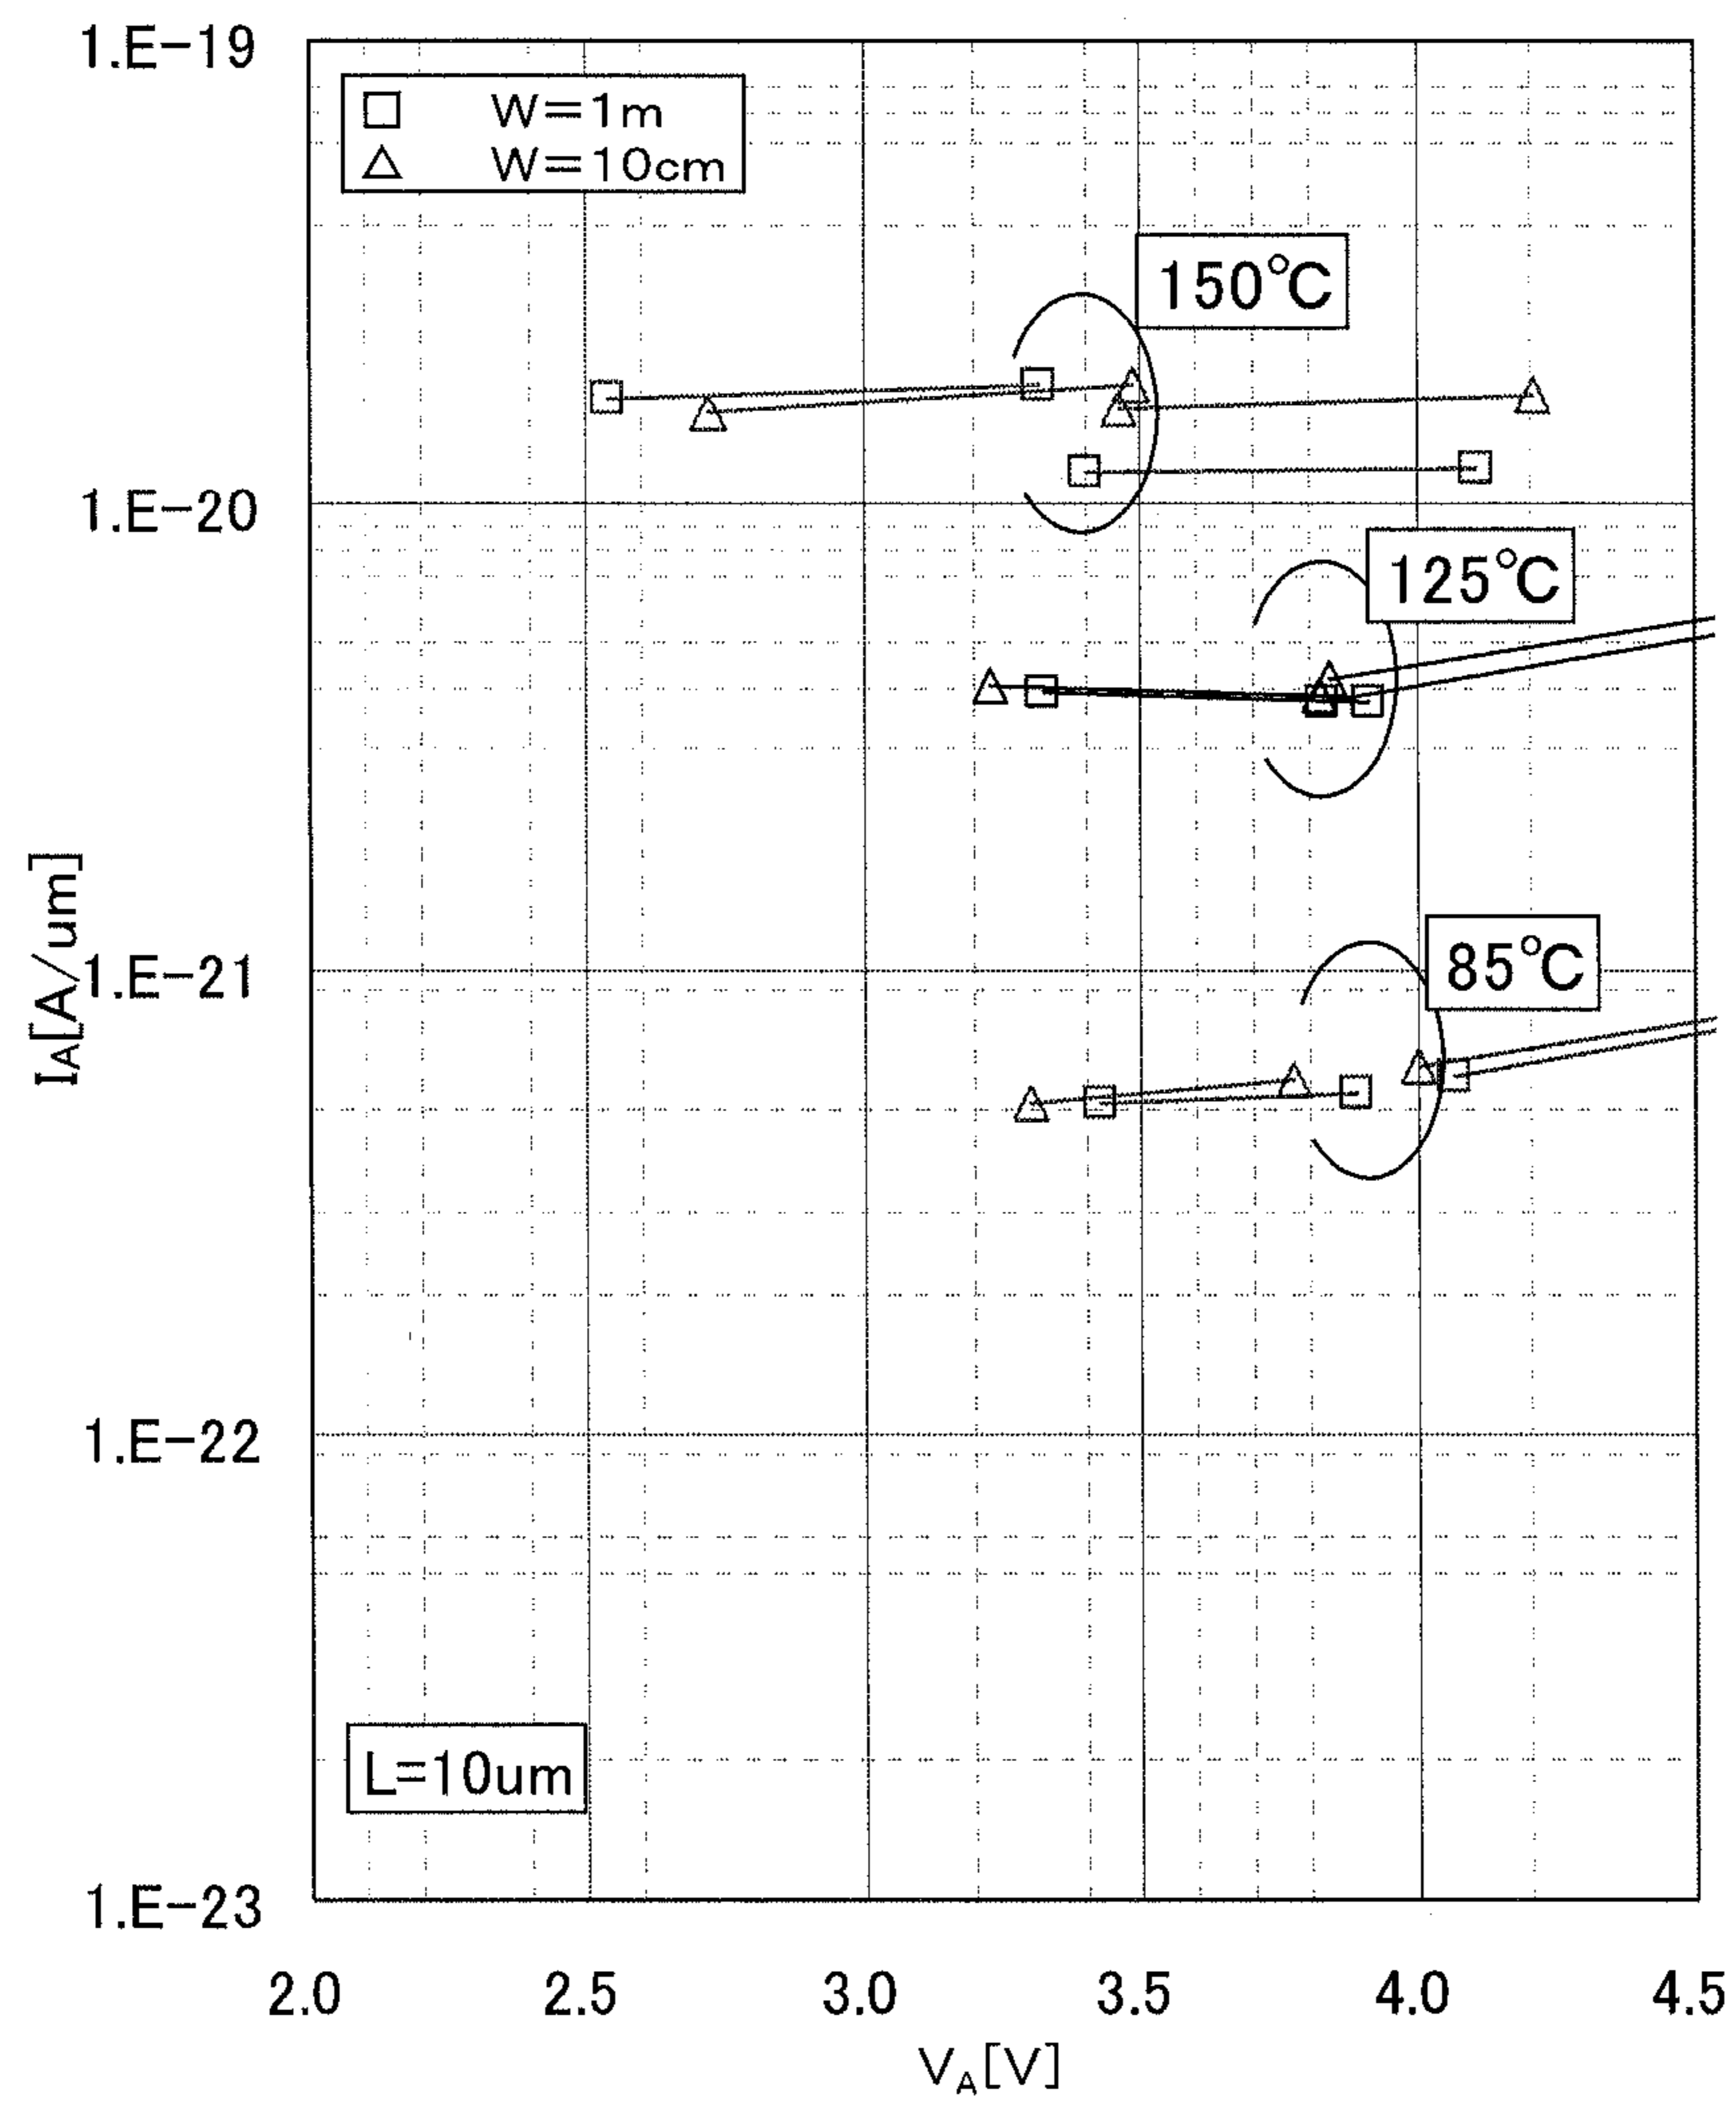 1.E-19
□ W=1m
△ W=10cm
150℃
1.E-20
125℃
IA[A/um]
1.E-21
85℃
1.E-22
L=10um
1.E-23
2.0 2.5 3.0 3.5 4.0 4.5
VA[V]